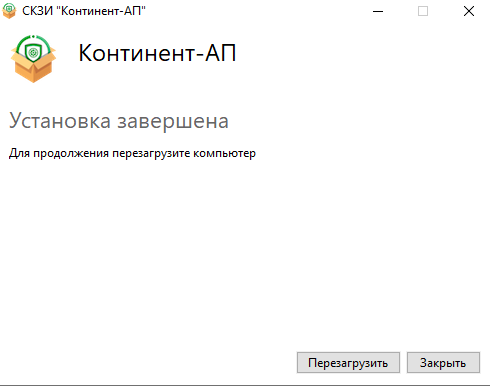 СКЗИ "Континент-АП"
Континент-АП
Установка завершена
Для продолжения перезагрузите компьютер
Перезагрузить
Закрыть